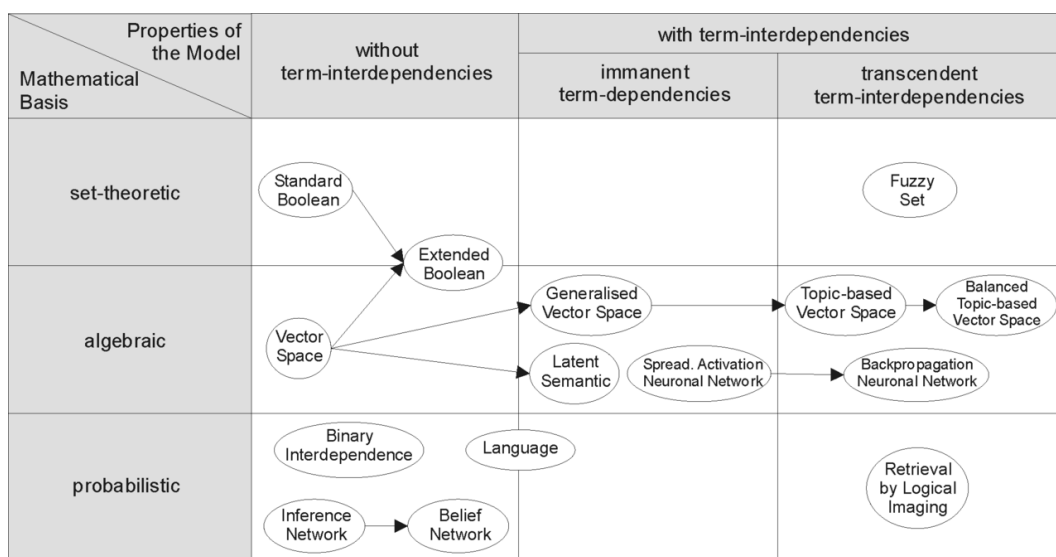 Properties of
the Model
Mathematical
Basis
without
term-interdependencies
with term-interdependencies
immanent
term-dependencies
transcendent
term-interdependencies
set-theoretic
Standard
Boolean
Fuzzy
Set
Extended
Boolean
algebraic
Vector
Space
Generalised
Vector Space
Topic-based
Vector Space
Balanced
Topic-based
Vector Space
Latent
Semantic
Spread. Activation
Neuronal Network
Backpropagation
Neuronal Network
probabilistic
Binary
Interdependence
Language
Retrieval
by Logical
Imaging
Inference
Network
Belief
Network